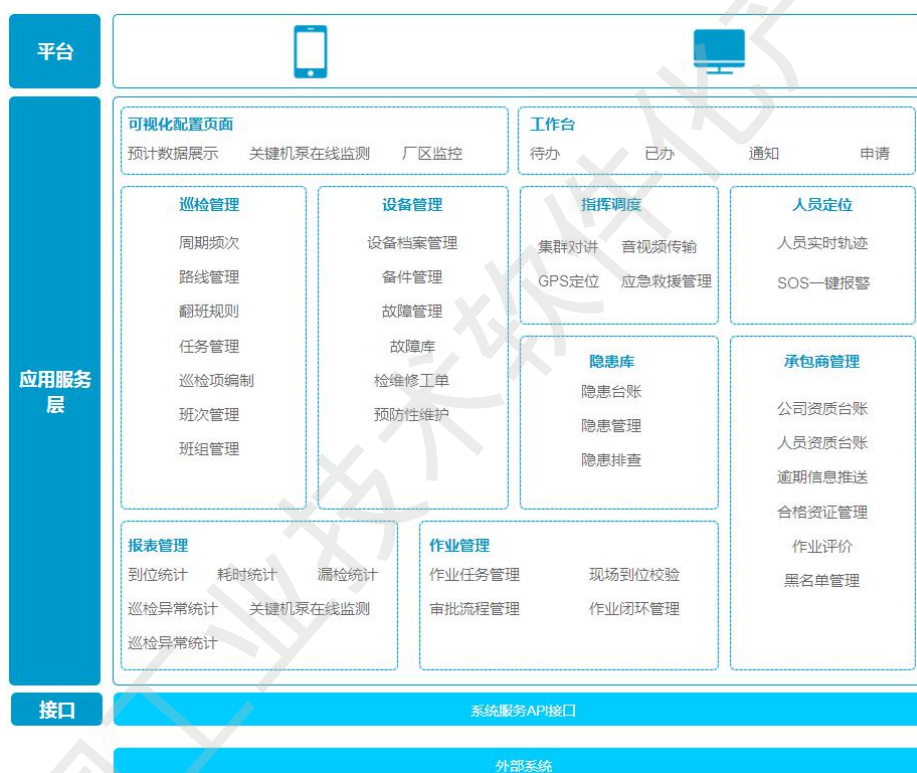 平台
应用服务
层
可视化配置页面
预计数据展示 关键机泵在线监测 厂区监控
工作台
待办 已办 通知 申请
巡检管理
周期频次
路线管理
翻班规则
任务管理
巡检项编制
班次管理
班组管理
设备管理
设备档案管理
备件管理
故障管理
故障库
检维修工单
预防性维护
指挥调度
集群对讲 音视频传输
GPS定位 应急救援管理
人员定位
人员实时轨迹
SOS一键报警
隐患库
隐患台账
隐患管理
隐患排查
承包商管理
公司资质台账
人员资质台账
逾期信息推送
合格资证管理
作业评价
黑名单管理
报表管理
到位统计 耗时统计 漏检统计
巡检异常统计 关键机泵在线监测
巡检异常统计
作业管理
作业任务管理 现场到位校验
审批流程管理 作业闭环管理
接口
系统服务API接口
外部系统
工业技术软件化产